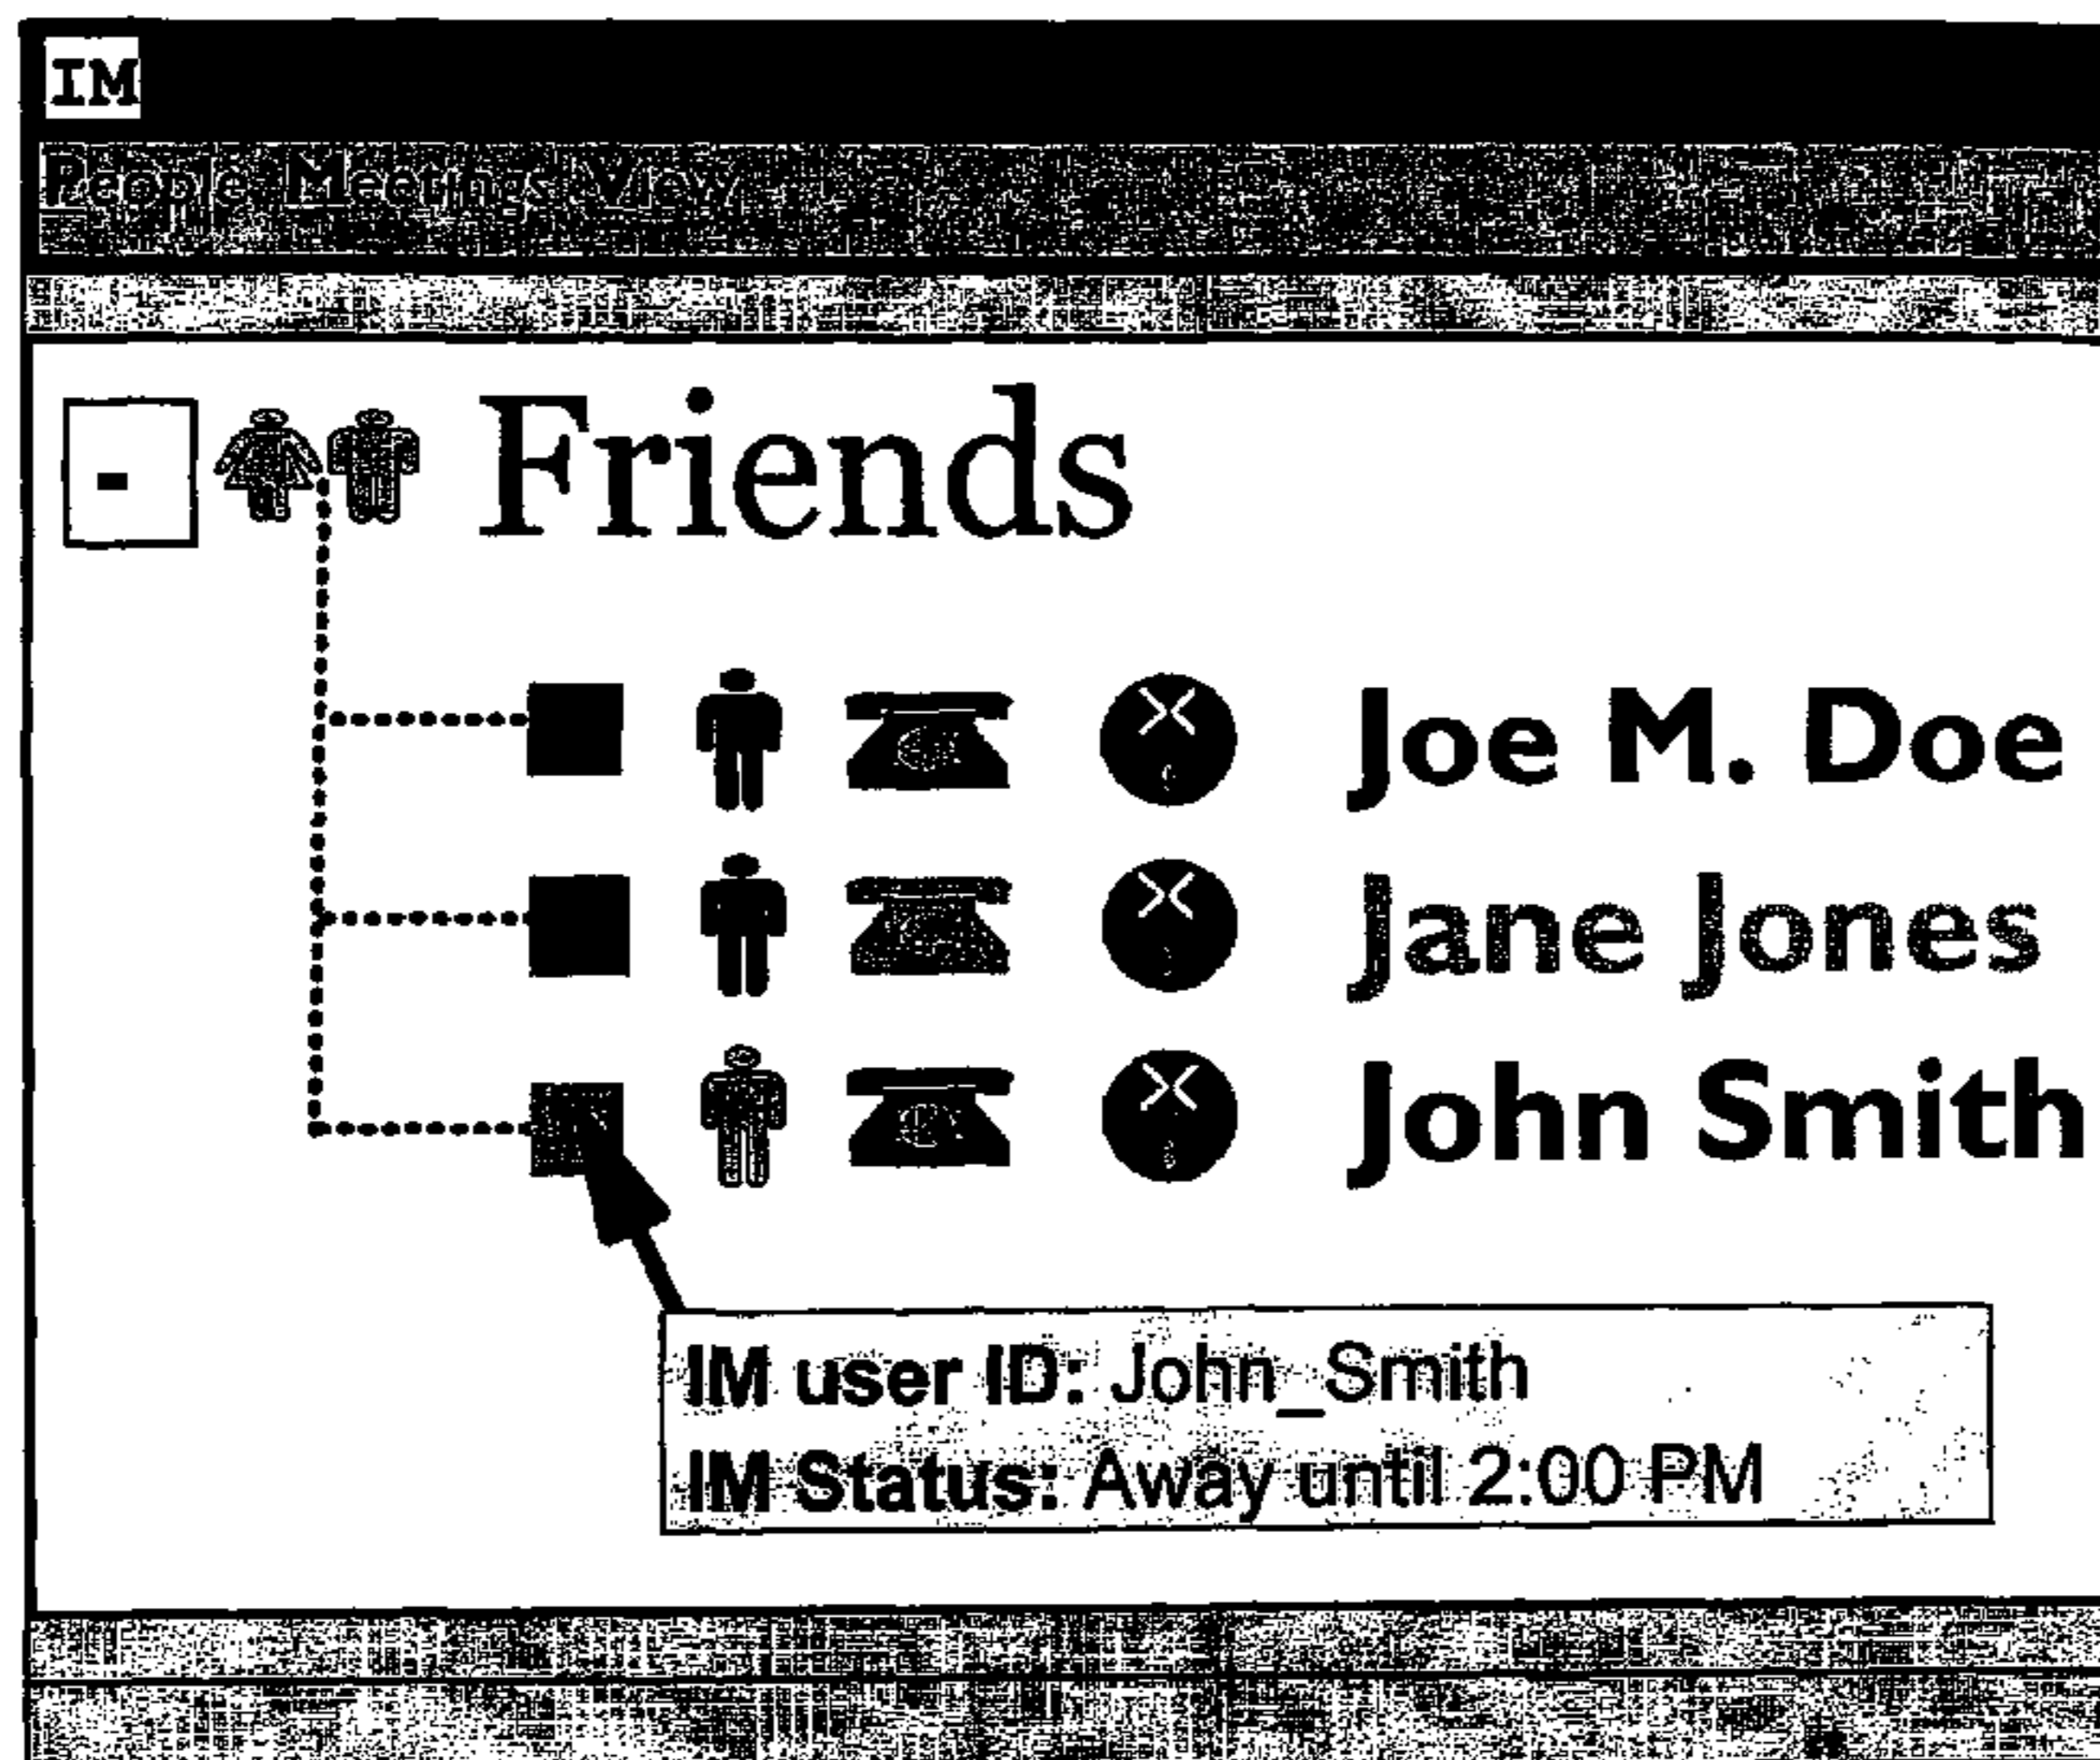 IM
People Meetings View
Friends
Joe M. Doe
Jane Jones
John Smith
IM user ID: John_Smith
IM Status: Away until 2:00 PM